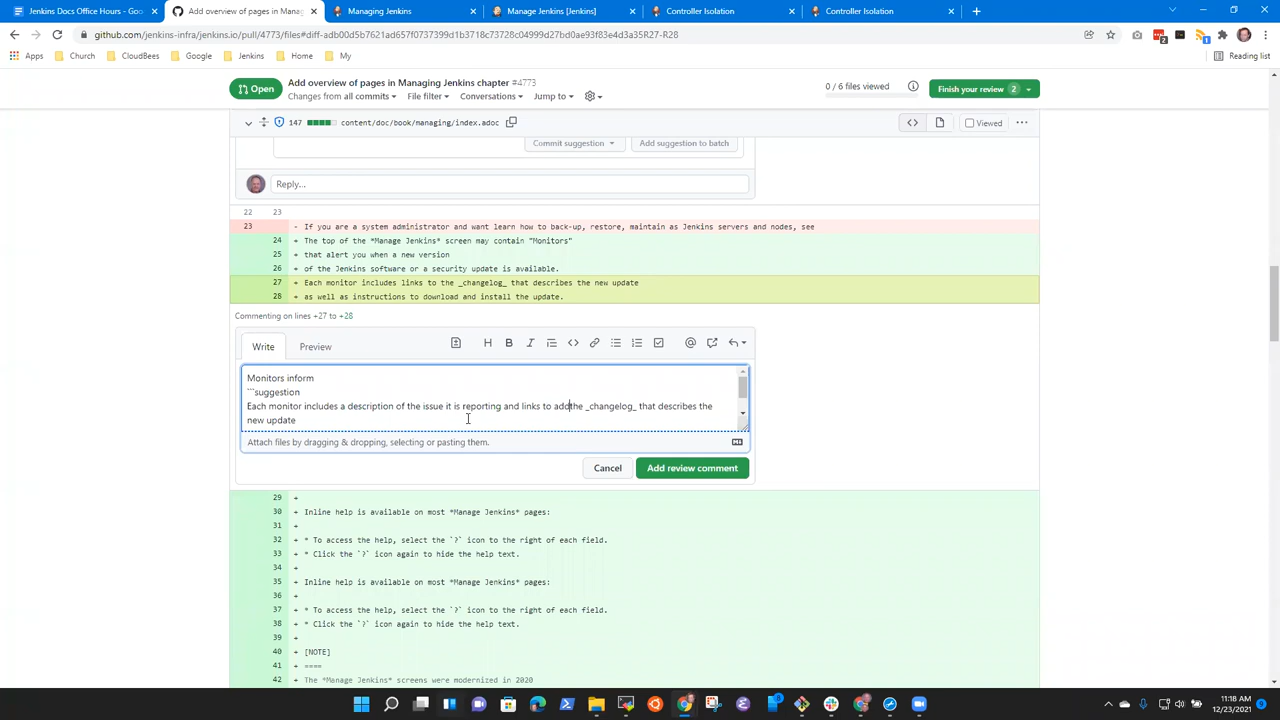 Jenkins Docs Office Hours - Goo
Add overview of pages in Manag
Managing Jenkins
Manage Jenkins [Jenkins]
Controller Isolation
Controller Isolation
github.com/jenkins-infra/jenkins.io/pull/4773/files#diff-adb00d5b7621ad657f0737399d1b3718c73728c04999d27bd0ae93f83e4d3a35R27-R28
Apps
Church
CloudBees
Google
Jenkins
Home
My
Reading list
Open
Add overview of pages in Managing Jenkins chapter #4773
Changes from all commits
File filter
Conversations
Jump to
0 / 6 files viewed
Finish your review 2
147 content/doc/book/managing/index.adoc
Viewed
Commit suggestion
Add suggestion to batch
Reply...
22 23
23 - If you are a system administrator and want learn how to back-up, restore, maintain as Jenkins servers and nodes, see
24 + The top of the *Manage Jenkins* screen may contain "Monitors"
25 + that alert you when a new version
26 + of the Jenkins software or a security update is available.
27 + Each monitor includes links to the _changelog_ that describes the new update
28 + as well as instructions to download and install the update.
Commenting on lines +27 to +28
Write
Preview
Monitors inform
```suggestion
Each monitor includes a description of the issue it is reporting and links to addthe _changelog_ that describes the
new update
Attach files by dragging & dropping, selecting or pasting them.
Cancel
Add review comment
29 +
30 + Inline help is available on most *Manage Jenkins* pages:
31 +
32 + * To access the help, select the `?` icon to the right of each field.
33 + * Click the `?` icon again to hide the help text.
34 +
35 + Inline help is available on most *Manage Jenkins* pages:
36 +
37 + * To access the help, select the `?` icon to the right of each field.
38 + * Click the `?` icon again to hide the help text.
39 +
40 + [NOTE]
41 + ====
42 + The *Manage Jenkins* screens were modernized in 2020
11:18 AM
12/23/2021